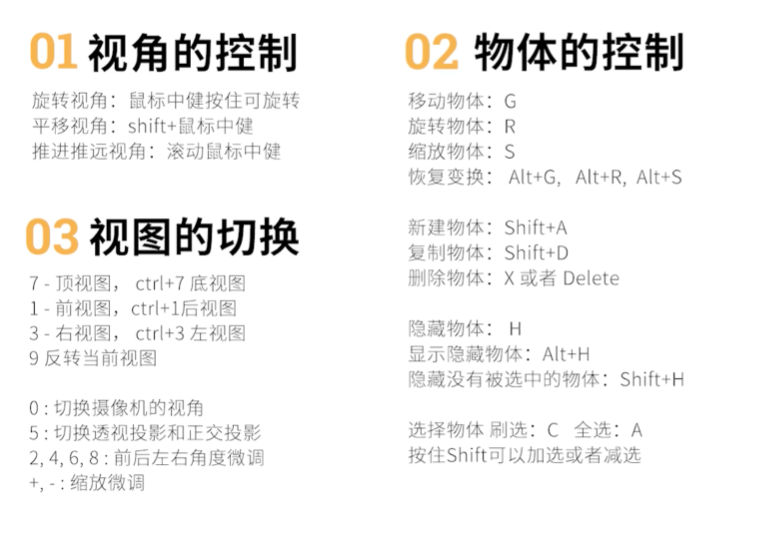 01 视角的控制
旋转视角：鼠标中健按住可旋转
平移视角：shift+鼠标中健
推进推远视角：滚动鼠标中健
02 物体的控制
移动物体：G
旋转物体：R
缩放物体：S
恢复变换： Alt+G, Alt+R, Alt+S
新建物体：Shift+A
复制物体：Shift+D
删除物体：X 或者 Delete
隐藏物体： H
显示隐藏物体：Alt+H
隐藏没有被选中的物体：Shift+H
选择物体 刷选：C 全选：A
按住Shift可以加选或者减选
03 视图的切换
7 - 顶视图， ctrl+7 底视图
1 - 前视图，ctrl+1后视图
3 - 右视图， ctrl+3 左视图
9 反转当前视图
0 : 切换摄像机的视角
5 : 切换透视投影和正交投影
2, 4, 6, 8 : 前后左右角度微调
+, - : 缩放微调